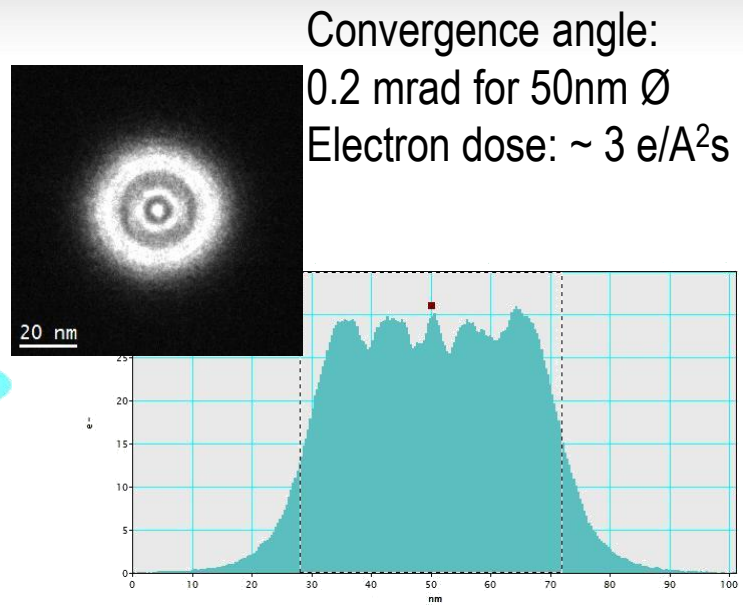 Convergence angle:
0.2 mrad for 50nm Ø
Electron dose: ~ 3 e/A²s
20 nm
25
20
15
10
5
0
e-
0 10 20 30 40 50 60 70 80 90 100
nm